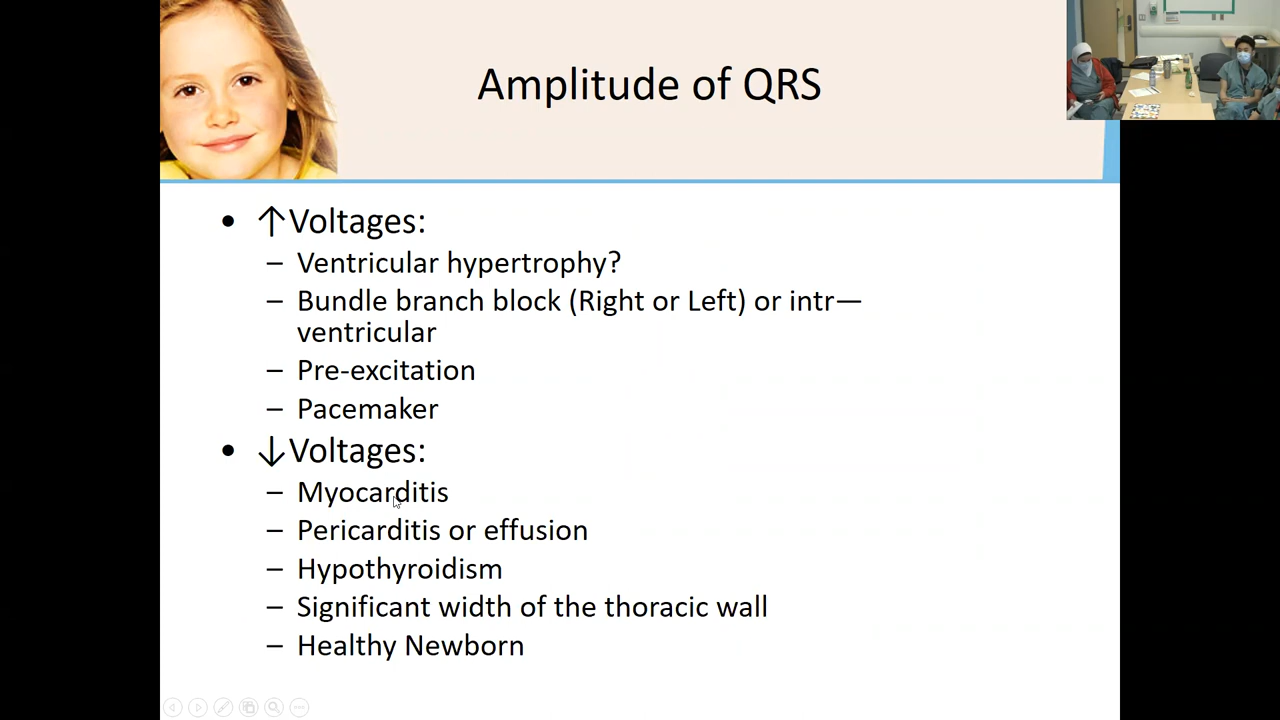 Amplitude of QRS
• ↑Voltages:
– Ventricular hypertrophy?
– Bundle branch block (Right or Left) or intr—
ventricular
– Pre-excitation
– Pacemaker
• ↓Voltages:
– Myocarditis
– Pericarditis or effusion
– Hypothyroidism
– Significant width of the thoracic wall
– Healthy Newborn